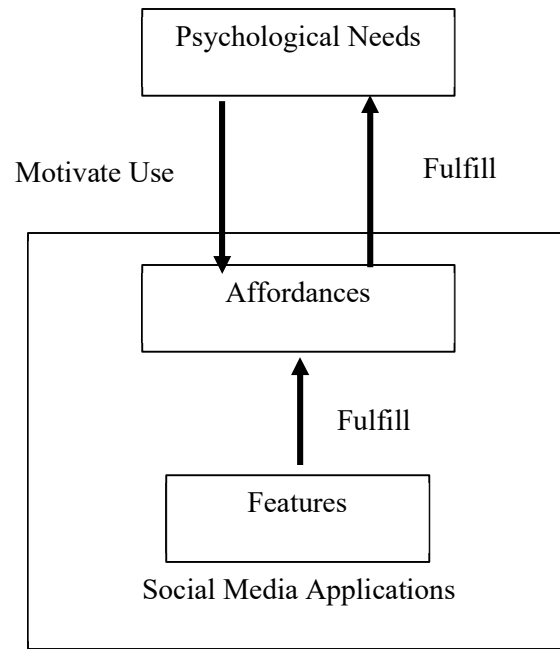 Psychological Needs
Motivate Use
Fulfill
Affordances
Fulfill
Features
Social Media Applications